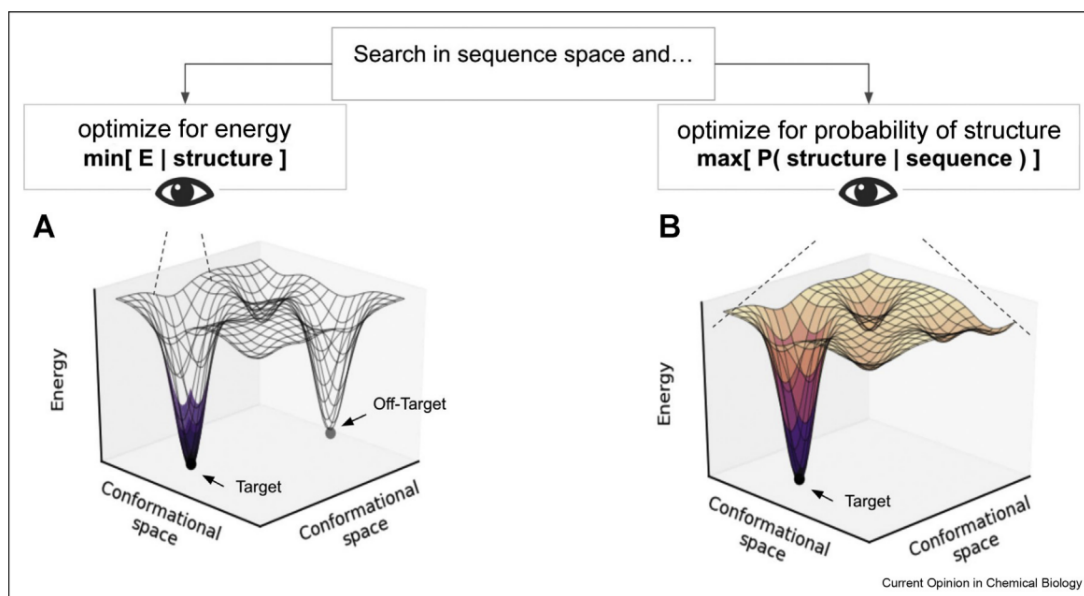 Search in sequence space and...
optimize for energy
min[ E | structure ]
optimize for probability of structure
max[ P( structure | sequence ) ]
A
Energy
Off-Target
Target
Conformational
space
Conformational
space
B
Energy
Target
Conformational
space
Conformational
space
Current Opinion in Chemical Biology